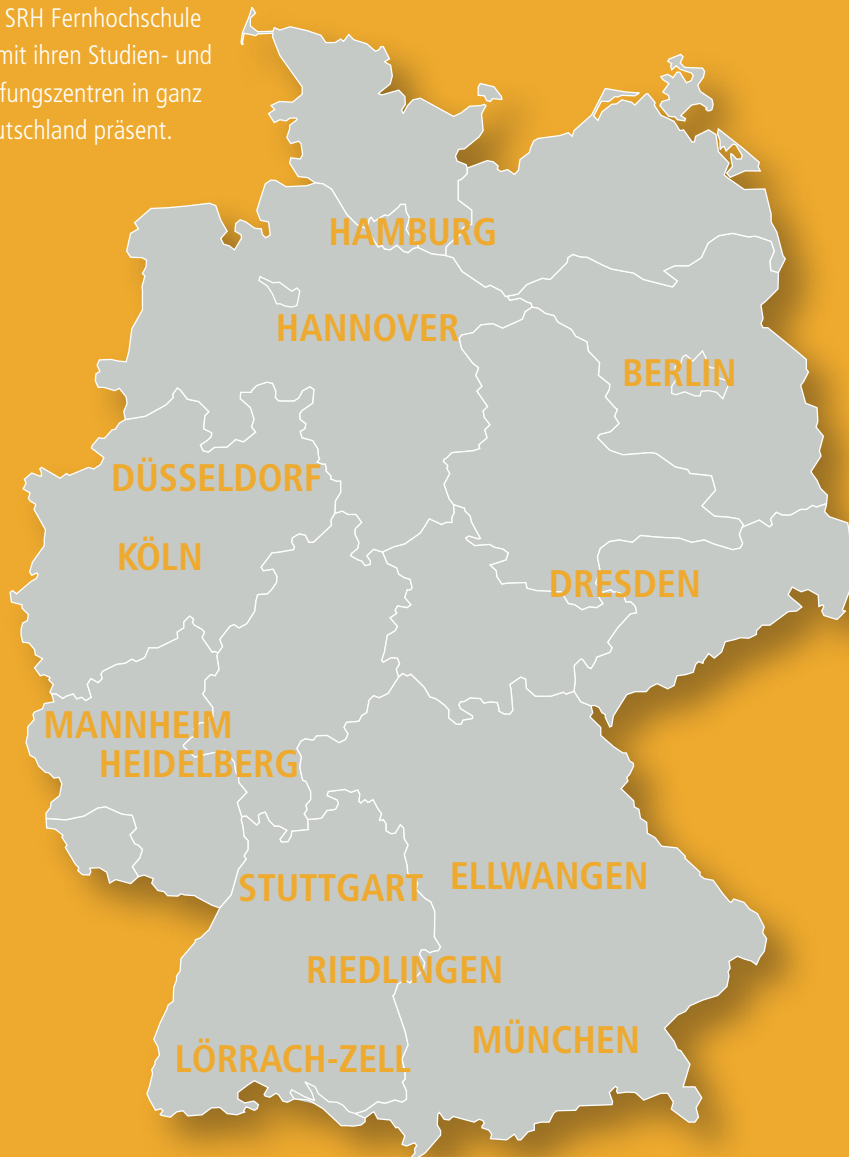 SRH Fernhochschule
mit ihren Studien- und
fungszentren in ganz
utschland präsent.
HAMBURG
HANNOVER
BERLIN
DÜSSELDORF
KÖLN
DRESDEN
MANNHEIM
HEIDELBERG
ELLWANGEN
STUTTGART
RIEDLINGEN
MÜNCHEN
LÖRRACH-ZELL